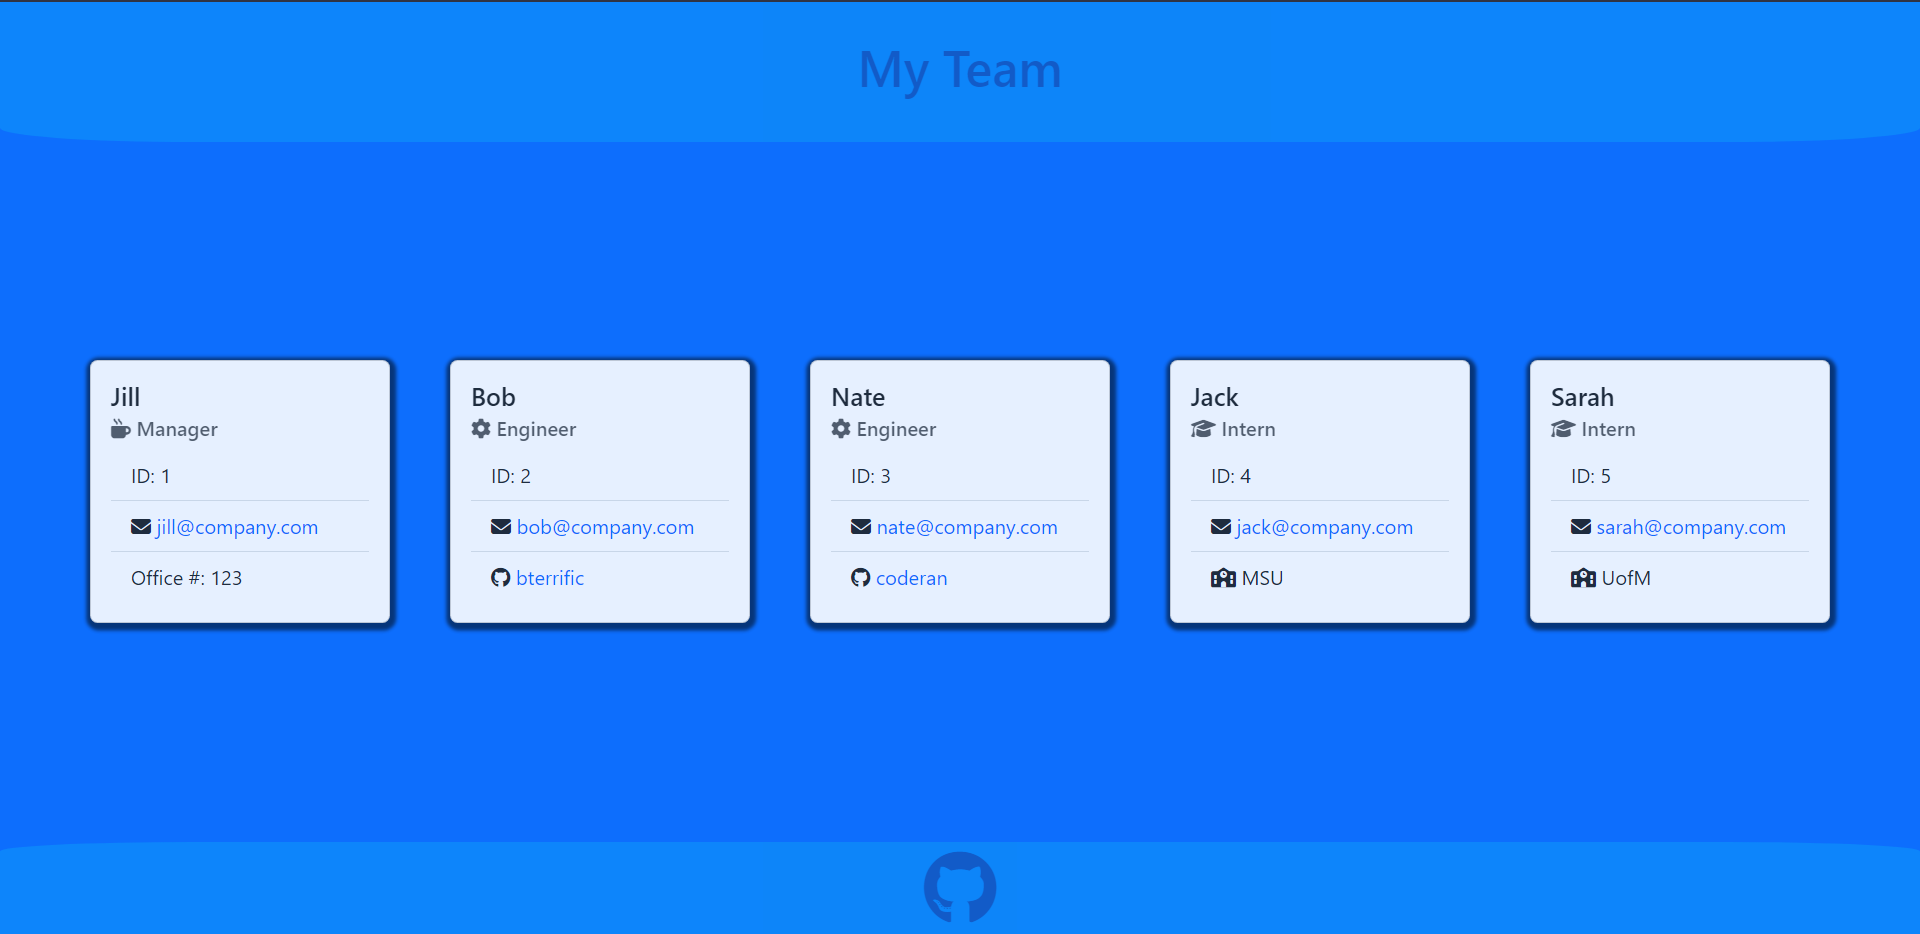 My Team
Jill
Manager
ID: 1
jill@company.com
Office #: 123
Bob
Engineer
ID: 2
bob@company.com
bterrific
Nate
Engineer
ID: 3
nate@company.com
coderan
Jack
Intern
ID: 4
jack@company.com
MSU
Sarah
Intern
ID: 5
sarah@company.com
UofM